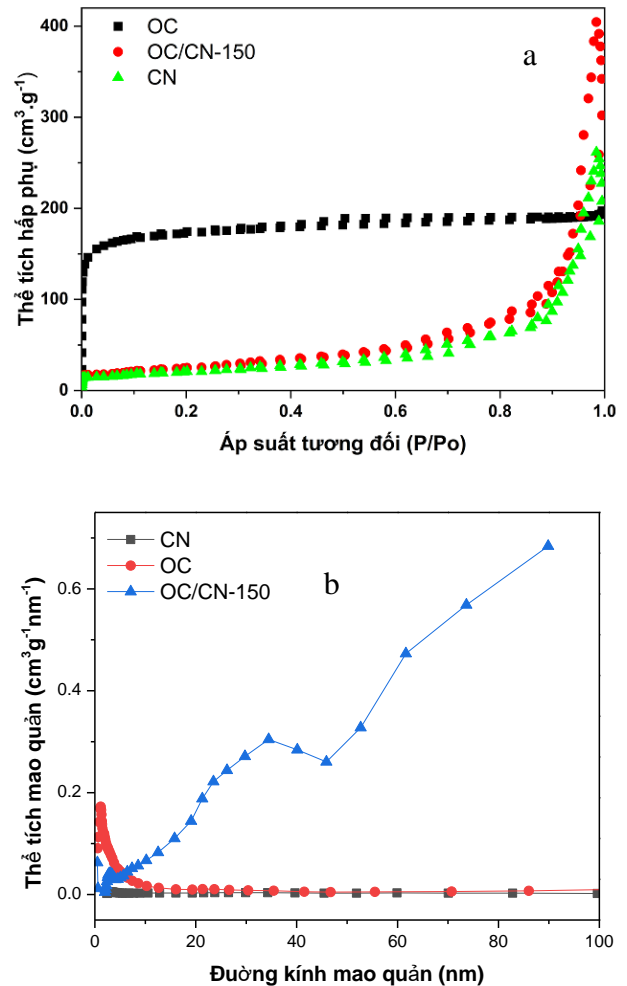 OC
OC/CN-150
CN
a
400
300
200
100
0
0.0
0.2
0.4
0.6
0.8
1.0
Thể tích hấp phụ (cm³.g⁻¹)
Áp suất tương đối (P/Po)
CN
OC
OC/CN-150
b
0.6
0.4
0.2
0.0
0
20
40
60
80
100
Thể tích mao quản (cm³g⁻¹nm⁻¹)
Đuờng kính mao quản (nm)